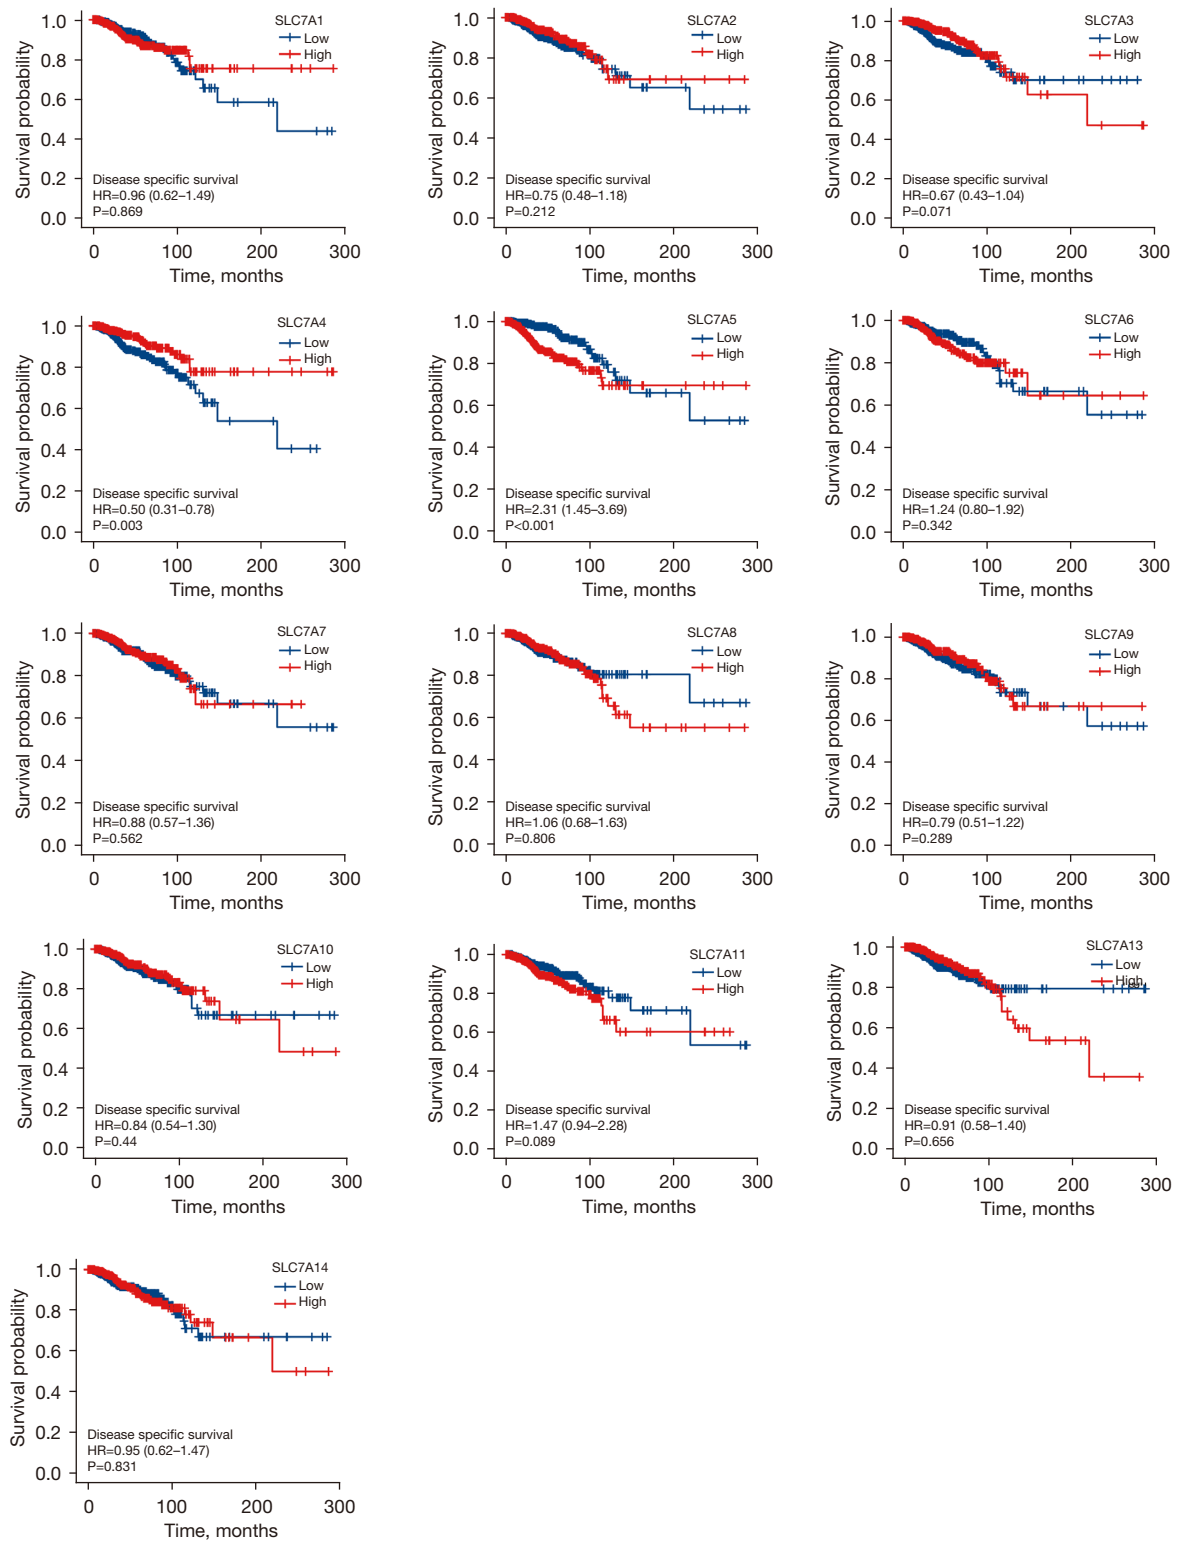 SLC7A1
Low
High
1.0
0.8
0.6
0.4
0.2
0.0
Survival probability
Disease specific survival
HR=0.96 (0.62–1.49)
P=0.869
0 100 200 300
Time, months
SLC7A2
Low
High
1.0
0.8
0.6
0.4
0.2
0.0
Survival probability
Disease specific survival
HR=0.75 (0.48–1.18)
P=0.212
0 100 200 300
Time, months
SLC7A3
Low
High
1.0
0.8
0.6
0.4
0.2
0.0
Survival probability
Disease specific survival
HR=0.67 (0.43–1.04)
P=0.071
0 100 200 300
Time, months
SLC7A4
Low
High
1.0
0.8
0.6
0.4
0.2
0.0
Survival probability
Disease specific survival
HR=0.50 (0.31–0.78)
P=0.003
0 100 200 300
Time, months
SLC7A5
Low
High
1.0
0.8
0.6
0.4
0.2
0.0
Survival probability
Disease specific survival
HR=2.31 (1.45–3.69)
P<0.001
0 100 200 300
Time, months
SLC7A6
Low
High
1.0
0.8
0.6
0.4
0.2
0.0
Survival probability
Disease specific survival
HR=1.24 (0.80–1.92)
P=0.342
0 100 200 300
Time, months
SLC7A7
Low
High
1.0
0.8
0.6
0.4
0.2
0.0
Survival probability
Disease specific survival
HR=0.88 (0.57–1.36)
P=0.562
0 100 200 300
Time, months
SLC7A8
Low
High
1.0
0.8
0.6
0.4
0.2
0.0
Survival probability
Disease specific survival
HR=1.06 (0.68–1.63)
P=0.806
0 100 200 300
Time, months
SLC7A9
Low
High
1.0
0.8
0.6
0.4
0.2
0.0
Survival probability
Disease specific survival
HR=0.79 (0.51–1.22)
P=0.289
0 100 200 300
Time, months
SLC7A10
Low
High
1.0
0.8
0.6
0.4
0.2
0.0
Survival probability
Disease specific survival
HR=0.84 (0.54–1.30)
P=0.44
0 100 200 300
Time, months
SLC7A11
Low
High
1.0
0.8
0.6
0.4
0.2
0.0
Survival probability
Disease specific survival
HR=1.47 (0.94–2.28)
P=0.089
0 100 200 300
Time, months
SLC7A13
Low
High
1.0
0.8
0.6
0.4
0.2
0.0
Survival probability
Disease specific survival
HR=0.91 (0.58–1.40)
P=0.656
0 100 200 300
Time, months
SLC7A14
Low
High
1.0
0.8
0.6
0.4
0.2
0.0
Survival probability
Disease specific survival
HR=0.95 (0.62–1.47)
P=0.831
0 100 200 300
Time, months